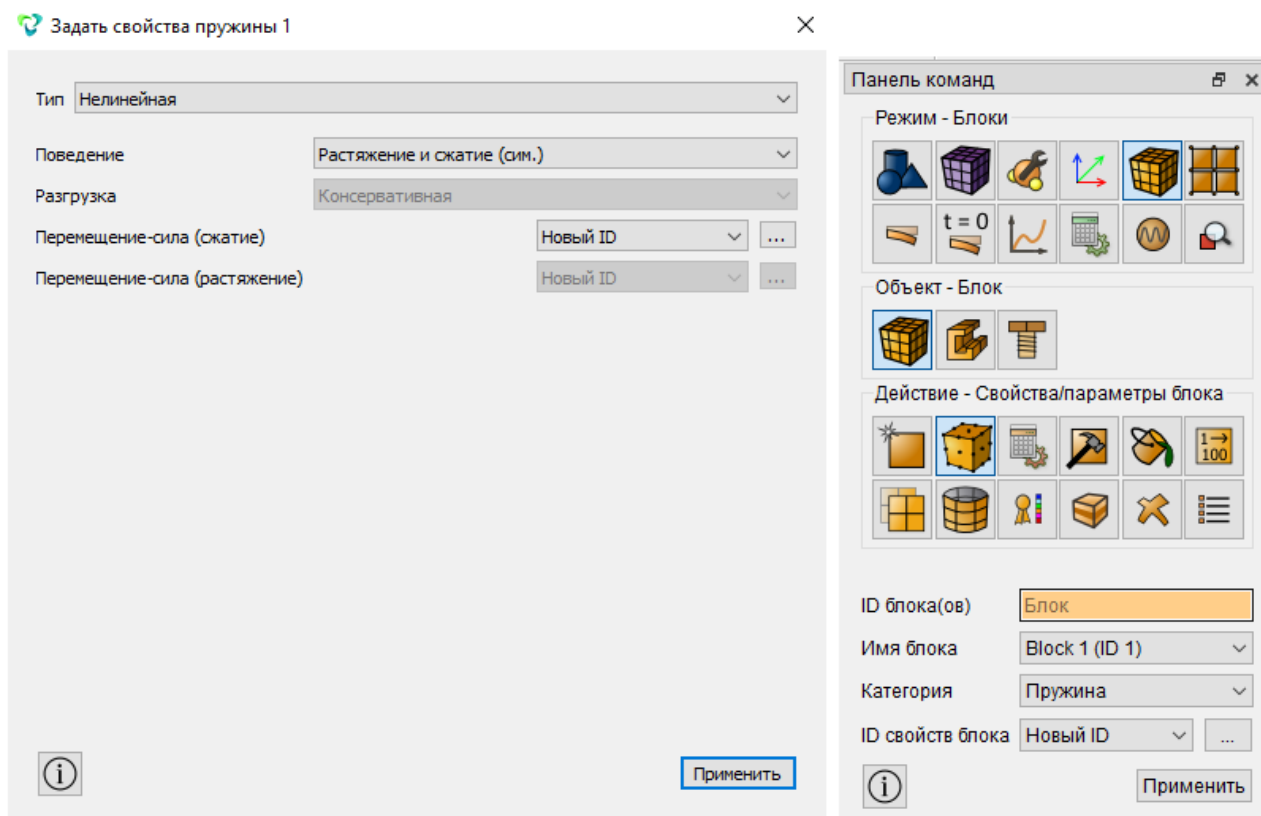 Задать свойства пружины 1
Тип Нелинейная
Поведение Растяжение и сжатие (сим.)
Разгрузка Консервативная
Перемещение-сила (сжатие) Новый ID ...
Перемещение-сила (растяжение) Новый ID ...
Применить
Панель команд
Режим - Блоки
t = 0
Объект - Блок
Действие - Свойства/параметры блока
1→
100
ID блока(ов) Блок
Имя блока Block 1 (ID 1)
Категория Пружина
ID свойств блока Новый ID ...
Применить